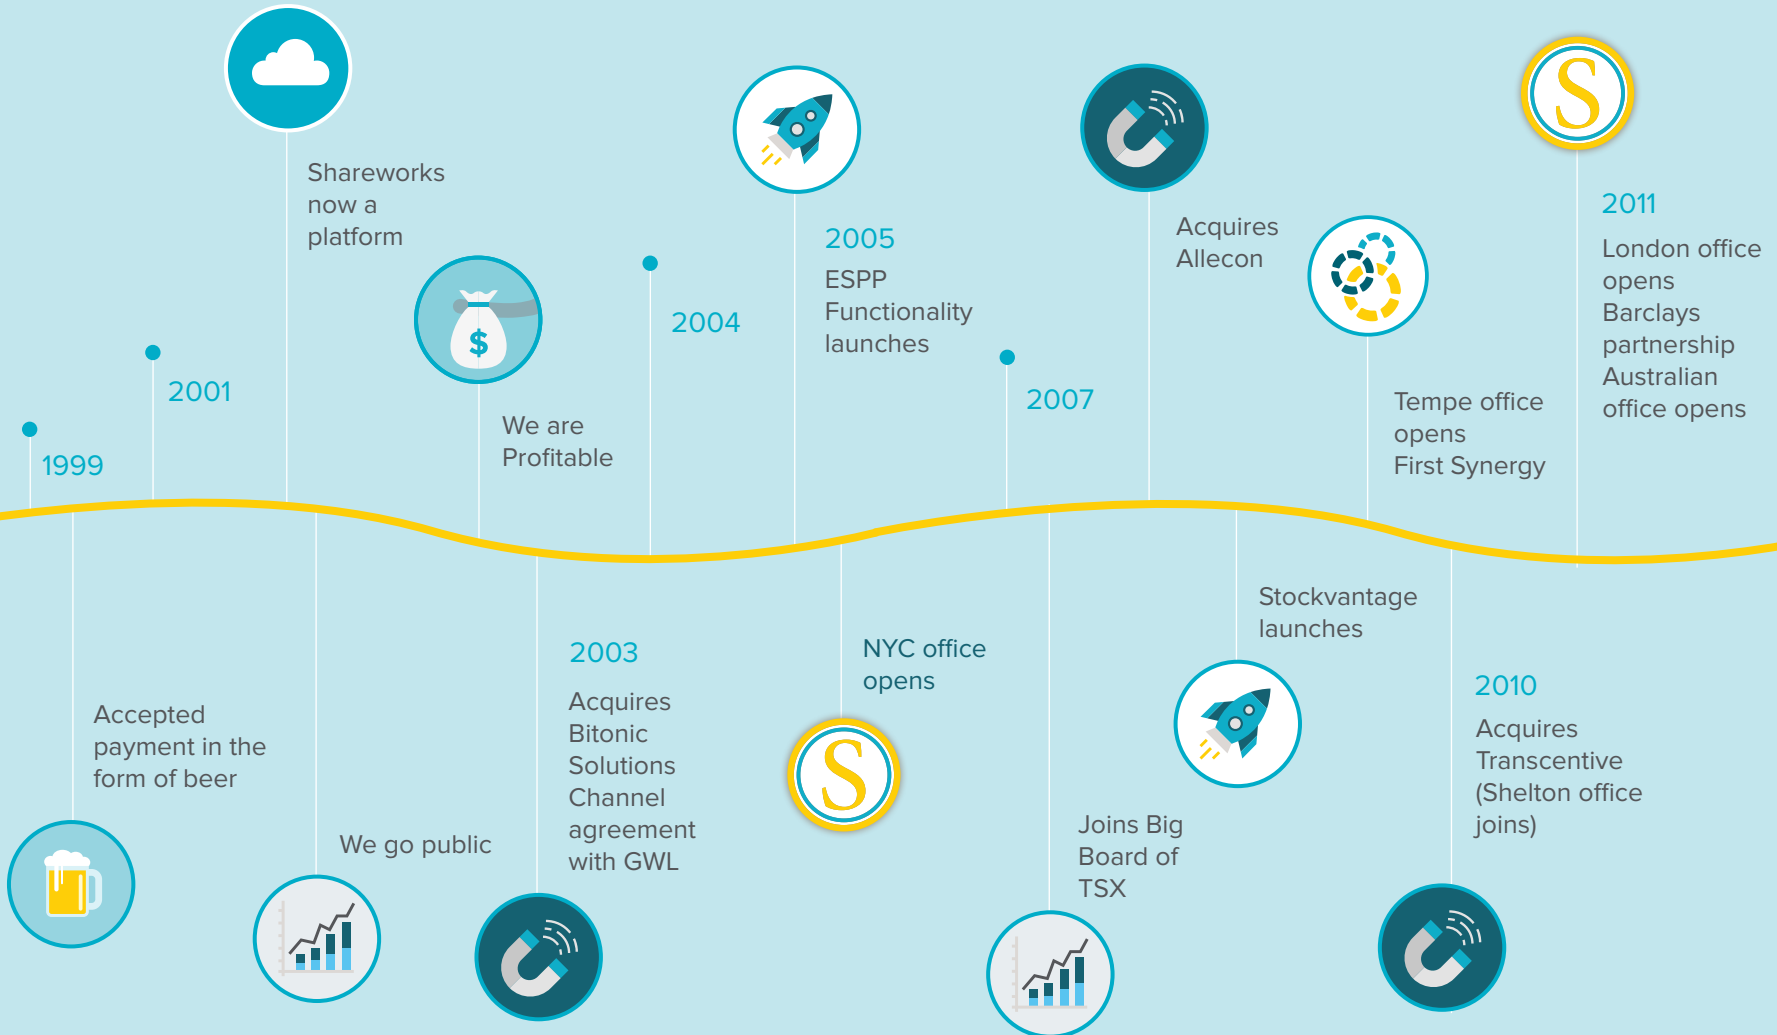 1999
Accepted
payment in the
form of beer
2001
Shareworks
now a
platform
We go public
We are
Profitable
$
2003
Acquires
Bitonic
Solutions
Channel
agreement
with GWL
2004
2005
ESPP
Functionality
launches
NYC office
opens
S
2007
Joins Big
Board of
TSX
Acquires
Allecon
Stockvantage
launches
Tempe office
opens
First Synergy
2010
Acquires
Transcentive
(Shelton office
joins)
S
2011
London office
opens
Barclays
partnership
Australian
office opens